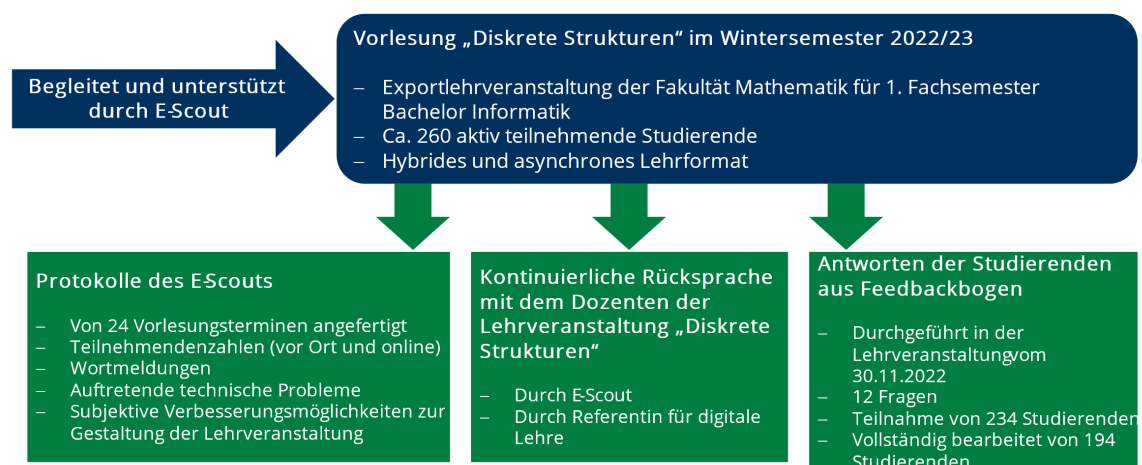 Begleitet und unterstützt
durch E-Scout
Vorlesung „Diskrete Strukturen“ im Wintersemester 2022/23
– Exportlehrveranstaltung der Fakultät Mathematik für 1. Fachsemester
Bachelor Informatik
– Ca. 260 aktiv teilnehmende Studierende
– Hybrides und asynchrones Lehrformat
Protokolle des E-Scouts
– Von 24 Vorlesungsterminen angefertigt
– Teilnehmendenzahlen (vor Ort und online)
– Wortmeldungen
– Auftretende technische Probleme
– Subjektive Verbesserungsmöglichkeiten zur
Gestaltung der Lehrveranstaltung
Kontinuierliche Rücksprache
mit dem Dozenten der
Lehrveranstaltung „Diskrete
Strukturen“
– Durch E-Scout
– Durch Referentin für digitale
Lehre
Antworten der Studierenden
aus Feedbackbogen
– Durchgeführt in der
Lehrveranstaltung vom
30.11.2022
– 12 Fragen
– Teilnahme von 234 Studierenden
– Vollständig bearbeitet von 194
Studierenden